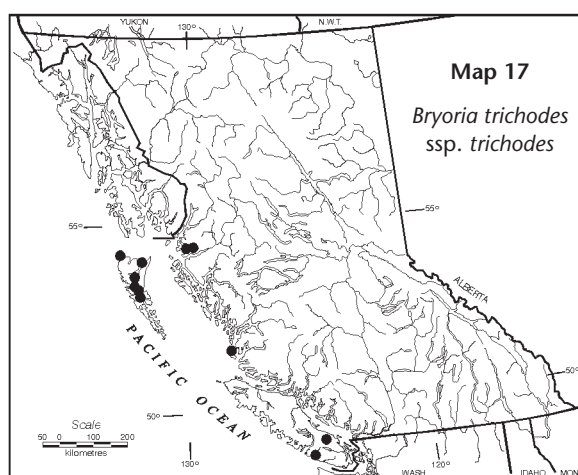 YUKON
130°
N.W.T.
Map 17
Bryoria trichodes
ssp. trichodes
55°
55°
ALBERTA
PACIFIC OCEAN
50°
50°
Scale
50 0 100 200
kilometres
130°
120°
WASH
IDAHO
MON